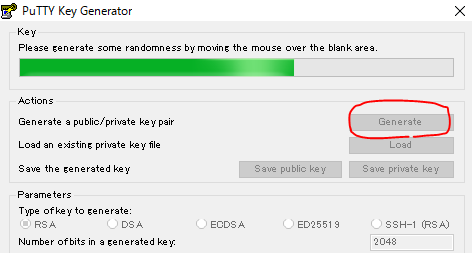 PuTTY Key Generator
Key
Please generate some randomness by moving the mouse over the blank area.
Actions
Generate a public/private key pair Generate
Load an existing private key file Load
Save the generated key Save public key Save private key
Parameters
Type of key to generate:
RSA DSA ECDSA ED25519 SSH-1 (RSA)
Number of bits in a generated key: 2048